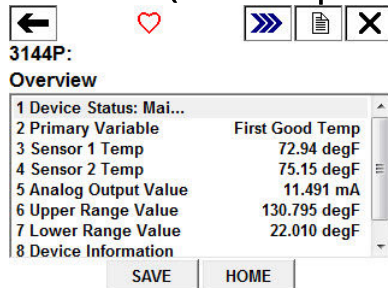 3144P:
Overview
1 Device Status: Mai...
2 Primary Variable First Good Temp
3 Sensor 1 Temp 72.94 degF
4 Sensor 2 Temp 75.15 degF
5 Analog Output Value 11.491 mA
6 Upper Range Value 130.795 degF
7 Lower Range Value 22.010 degF
8 Device Information
SAVE HOME